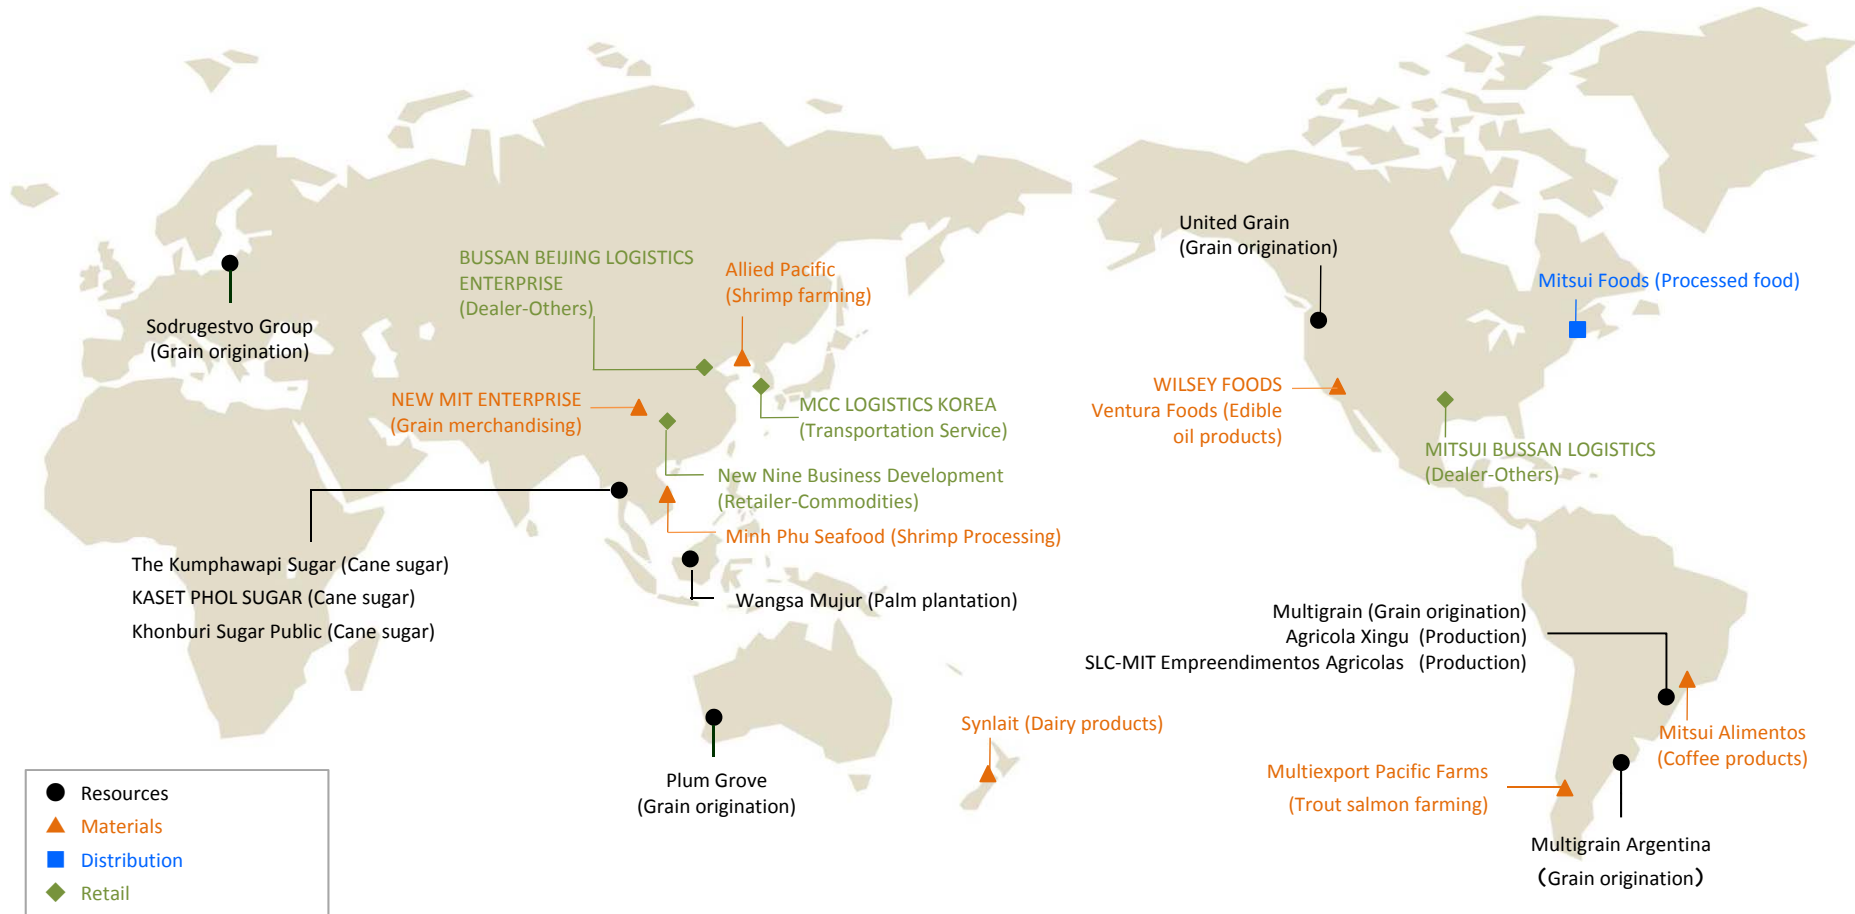 United Grain
(Grain origination)
BUSSAN BEIJING LOGISTICS
ENTERPRISE
(Dealer-Others)
Allied Pacific
(Shrimp farming)
Mitsui Foods (Processed food)
Sodrugestvo Group
(Grain origination)
NEW MIT ENTERPRISE
(Grain merchandising)
MCC LOGISTICS KOREA
(Transportation Service)
WILSEY FOODS
Ventura Foods (Edible
oil products)
MITSUI BUSSAN LOGISTICS
(Dealer-Others)
New Nine Business Development
(Retailer-Commodities)
Minh Phu Seafood (Shrimp Processing)
The Kumphawapi Sugar (Cane sugar)
KASET PHOL SUGAR (Cane sugar)
Khonburi Sugar Public (Cane sugar)
Wangsa Mujur (Palm plantation)
Multigrain (Grain origination)
Agricola Xingu (Production)
SLC-MIT Empreendimentos Agricolas (Production)
Synlait (Dairy products)
Mitsui Alimentos
(Coffee products)
Plum Grove
(Grain origination)
Multiexport Pacific Farms
(Trout salmon farming)
Multigrain Argentina
（Grain origination）
Resources
Materials
Distribution
Retail